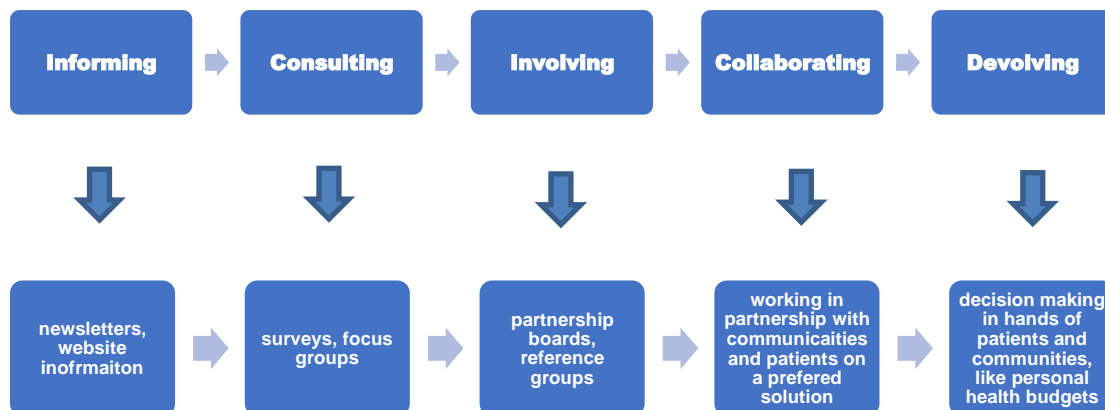 Informing
Consulting
Involving
Collaborating
Devolving
newsletters,
website
inofrmaiton
surveys, focus
groups
partnership
boards,
reference
groups
working in
partnership with
communicaities
and patients on
a prefered
solution
decision making
in hands of
patients and
communities,
like personal
health budgets